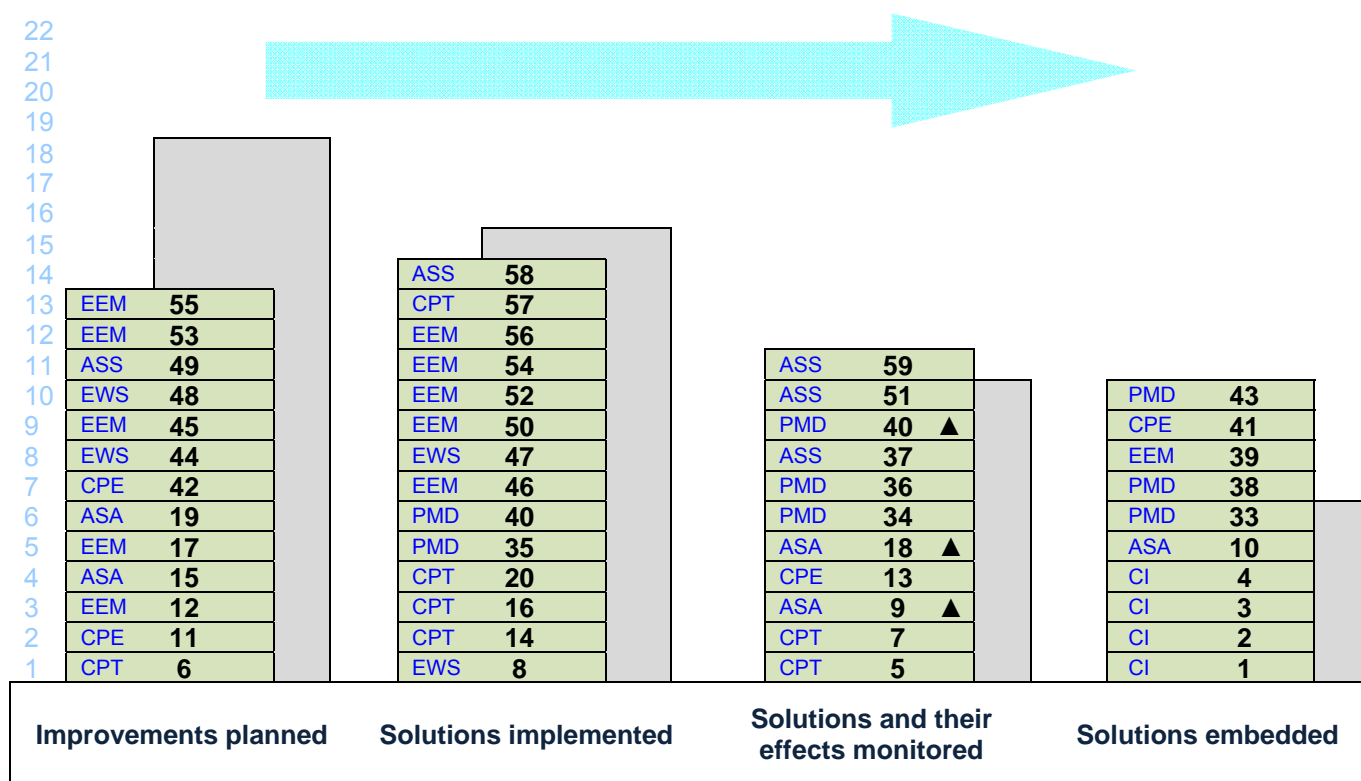 22
21
20
19
18
17
16
15
14 ASS 58
13 EEM 55 CPT 57
12 EEM 53 EEM 56
11 ASS 49 EEM 54 ASS 59
10 EWS 48 EEM 52 ASS 51 PMD 43
9 EEM 45 EEM 50 PMD 40 ▲ CPE 41
8 EWS 44 EWS 47 ASS 37 EEM 39
7 CPE 42 EEM 46 PMD 36 PMD 38
6 ASA 19 PMD 40 PMD 34 PMD 33
5 EEM 17 PMD 35 ASA 18 ▲ ASA 10
4 ASA 15 CPT 20 CPE 13 CI 4
3 EEM 12 CPT 16 ASA 9 ▲ CI 3
2 CPE 11 CPT 14 CPT 7 CI 2
1 CPT 6 EWS 8 CPT 5 CI 1
Improvements planned
Solutions implemented
Solutions and their
effects monitored
Solutions embedded